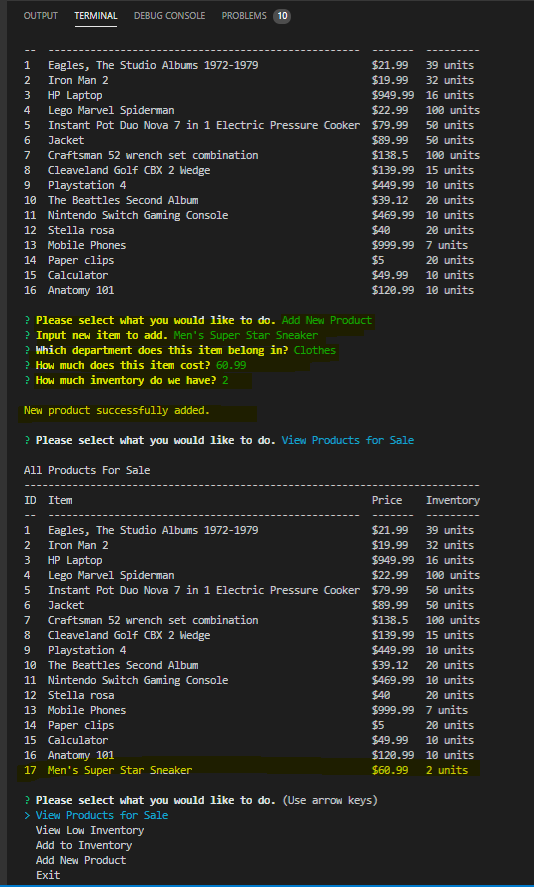 OUTPUT TERMINAL DEBUG CONSOLE PROBLEMS 10
-- ---------------------------------------------------- ------- ---------
1 Eagles, The Studio Albums 1972-1979 $21.99 39 units
2 Iron Man 2 $19.99 32 units
3 HP Laptop $949.99 16 units
4 Lego Marvel Spiderman $22.99 100 units
5 Instant Pot Duo Nova 7 in 1 Electric Pressure Cooker $79.99 50 units
6 Jacket $89.99 50 units
7 Craftsman 52 wrench set combination $138.5 100 units
8 Cleaveland Golf CBX 2 Wedge $139.99 15 units
9 Playstation 4 $449.99 10 units
10 The Beattles Second Album $39.12 20 units
11 Nintendo Switch Gaming Console $469.99 10 units
12 Stella rosa $40 20 units
13 Mobile Phones $999.99 7 units
14 Paper clips $5 20 units
15 Calculator $49.99 10 units
16 Anatomy 101 $120.99 10 units
? Please select what you would like to do. Add New Product
? Input new item to add. Men's Super Star Sneaker
? Which department does this item belong in? Clothes
? How much does this item cost? 60.99
? How much inventory do we have? 2
New product successfully added.
? Please select what you would like to do. View Products for Sale
All Products For Sale
----------------------------------------------------------------------------
ID Item Price Inventory
-- ---------------------------------------------------- ------- ---------
1 Eagles, The Studio Albums 1972-1979 $21.99 39 units
2 Iron Man 2 $19.99 32 units
3 HP Laptop $949.99 16 units
4 Lego Marvel Spiderman $22.99 100 units
5 Instant Pot Duo Nova 7 in 1 Electric Pressure Cooker $79.99 50 units
6 Jacket $89.99 50 units
7 Craftsman 52 wrench set combination $138.5 100 units
8 Cleaveland Golf CBX 2 Wedge $139.99 15 units
9 Playstation 4 $449.99 10 units
10 The Beattles Second Album $39.12 20 units
11 Nintendo Switch Gaming Console $469.99 10 units
12 Stella rosa $40 20 units
13 Mobile Phones $999.99 7 units
14 Paper clips $5 20 units
15 Calculator $49.99 10 units
16 Anatomy 101 $120.99 10 units
17 Men's Super Star Sneaker $60.99 2 units
? Please select what you would like to do. (Use arrow keys)
> View Products for Sale
View Low Inventory
Add to Inventory
Add New Product
Exit